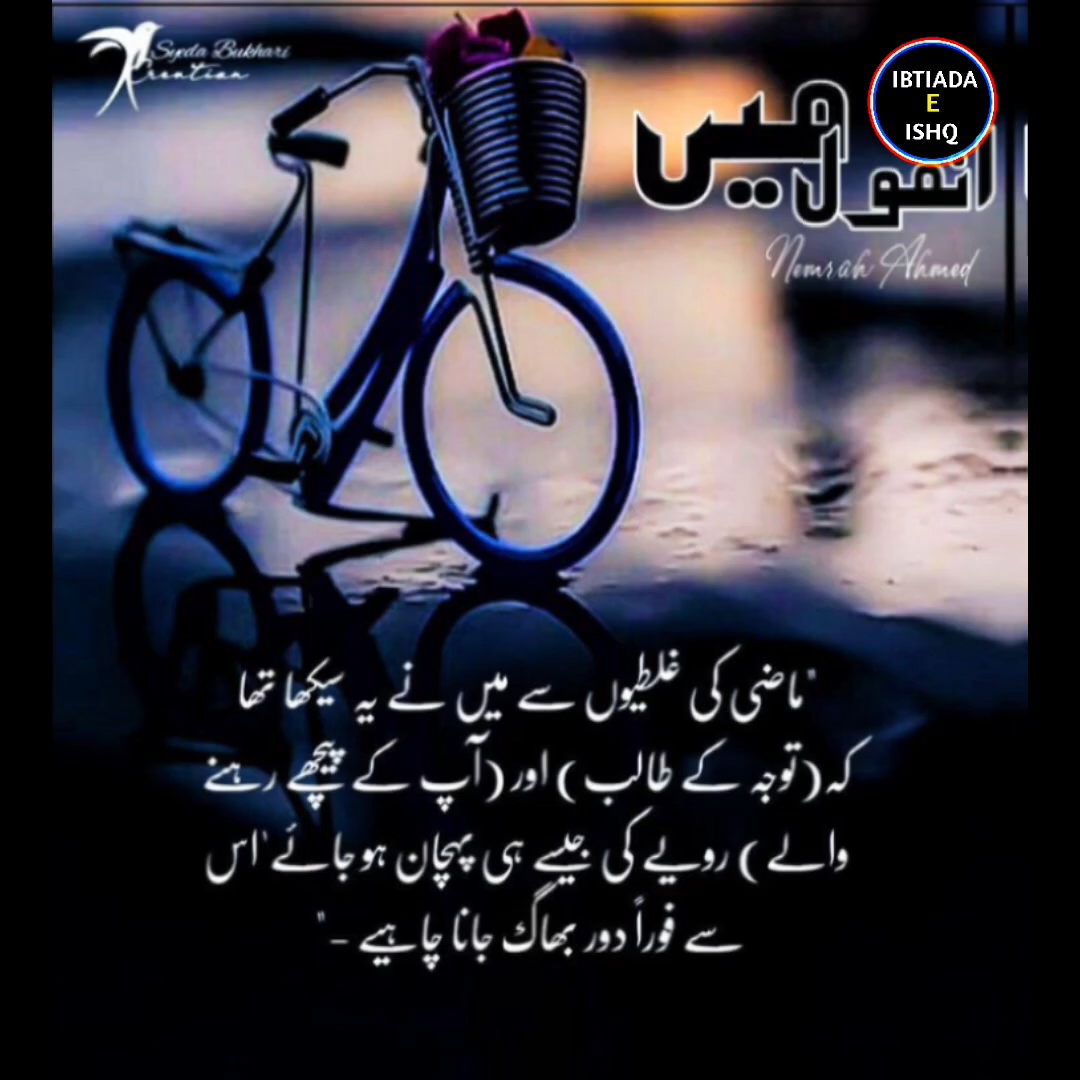 Syeda Bukhari
Creation
IBTIADA
E
ISHQ
میں
Nemrah Ahmed
"ماضی کی غلطیوں سے میں نے یہ سیکھا تھا
کہ (توجہ کے طالب) اور (آپ کے پیچھے رہنے
والے) رویے کی جیسے ہی پہچان ہو جائے 'اس
سے فوراً دور بھاگ جانا چاہیے -"